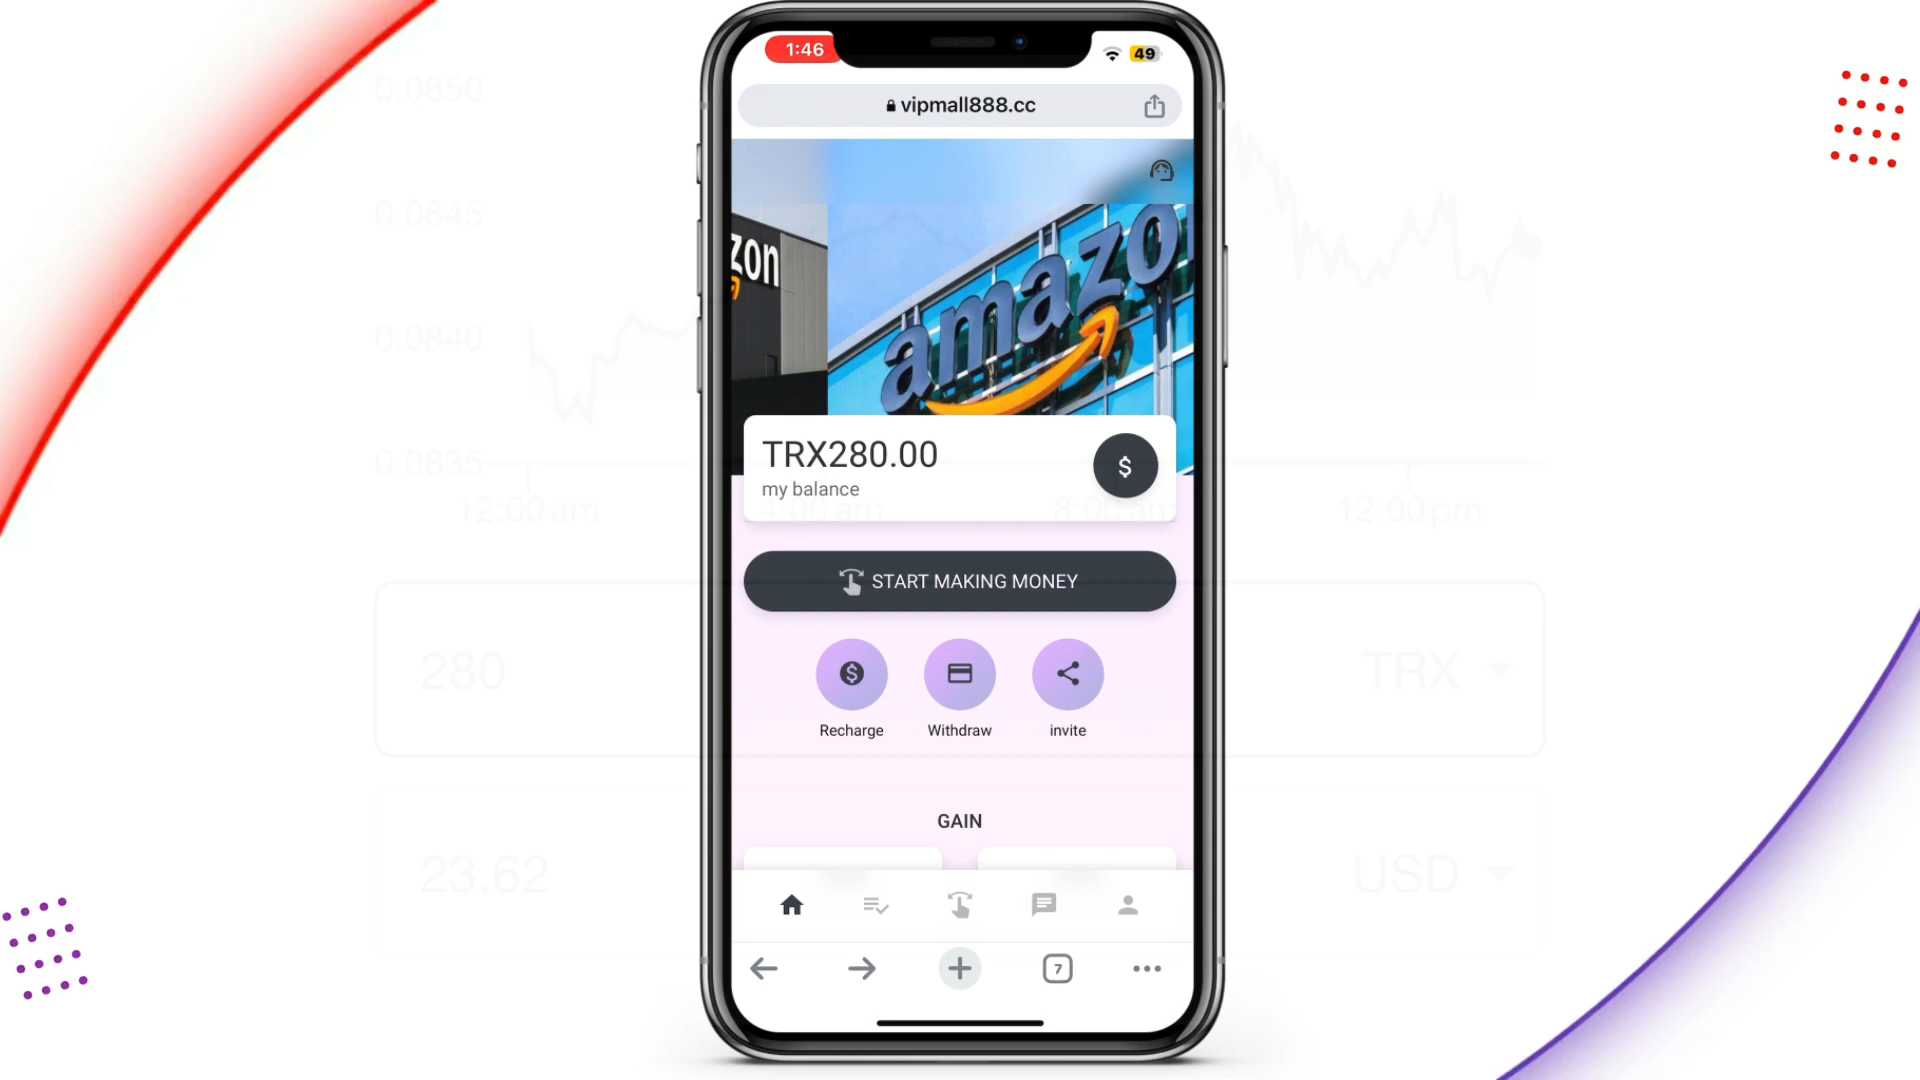 1:46
49
vipmall888.cc
0.0850
0.0845
zon
amazo
0.0840
TRX280.00
0.0835
my balance
$
12:00 am
4:00 am
8:00 am
12:00 pm
START MAKING MONEY
280
TRX
$
Recharge
Withdraw
invite
GAIN
23.62
USD
7